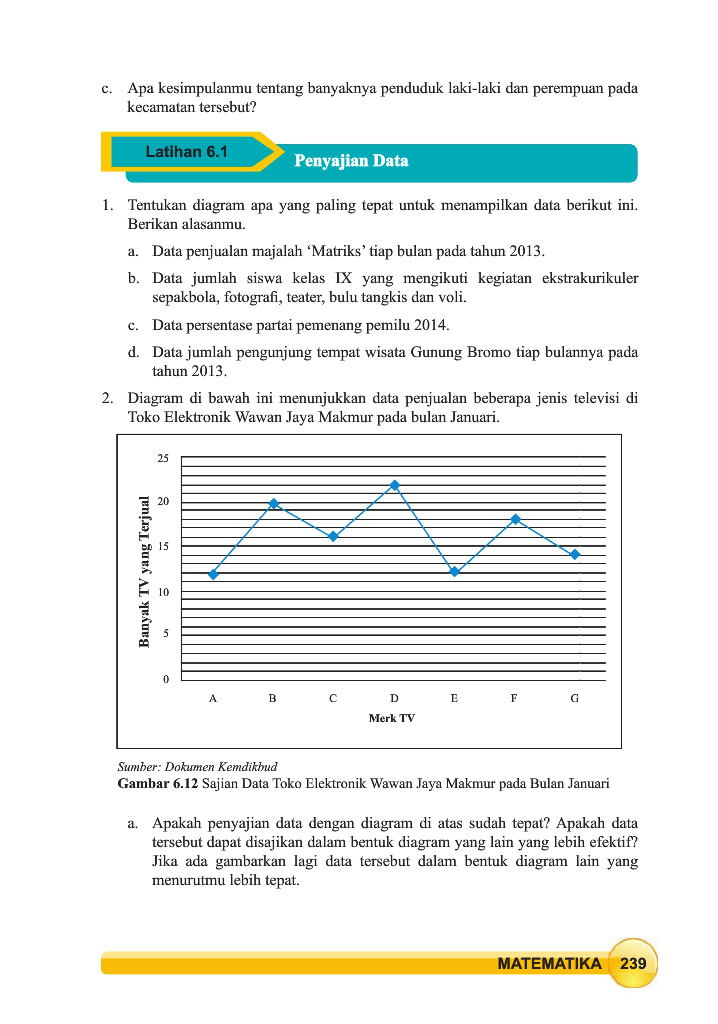 c. Apa kesimpulanmu tentang banyaknya penduduk laki-laki dan perempuan pada
kecamatan tersebut?
Latihan 6.1
Penyajian Data
1. Tentukan diagram apa yang paling tepat untuk menampilkan data berikut ini.
Berikan alasanmu.
a. Data penjualan majalah ‘Matriks’ tiap bulan pada tahun 2013.
b. Data jumlah siswa kelas IX yang mengikuti kegiatan ekstrakurikuler
sepakbola, fotografi, teater, bulu tangkis dan voli.
c. Data persentase partai pemenang pemilu 2014.
d. Data jumlah pengunjung tempat wisata Gunung Bromo tiap bulannya pada
tahun 2013.
2. Diagram di bawah ini menunjukkan data penjualan beberapa jenis televisi di
Toko Elektronik Wawan Jaya Makmur pada bulan Januari.
Banyak TV yang Terjual
25
20
15
10
5
0
A B C D E F G
Merk TV
Sumber: Dokumen Kemdikbud
Gambar 6.12 Sajian Data Toko Elektronik Wawan Jaya Makmur pada Bulan Januari
a. Apakah penyajian data dengan diagram di atas sudah tepat? Apakah data
tersebut dapat disajikan dalam bentuk diagram yang lain yang lebih efektif?
Jika ada gambarkan lagi data tersebut dalam bentuk diagram lain yang
menurutmu lebih tepat.
MATEMATIKA 239